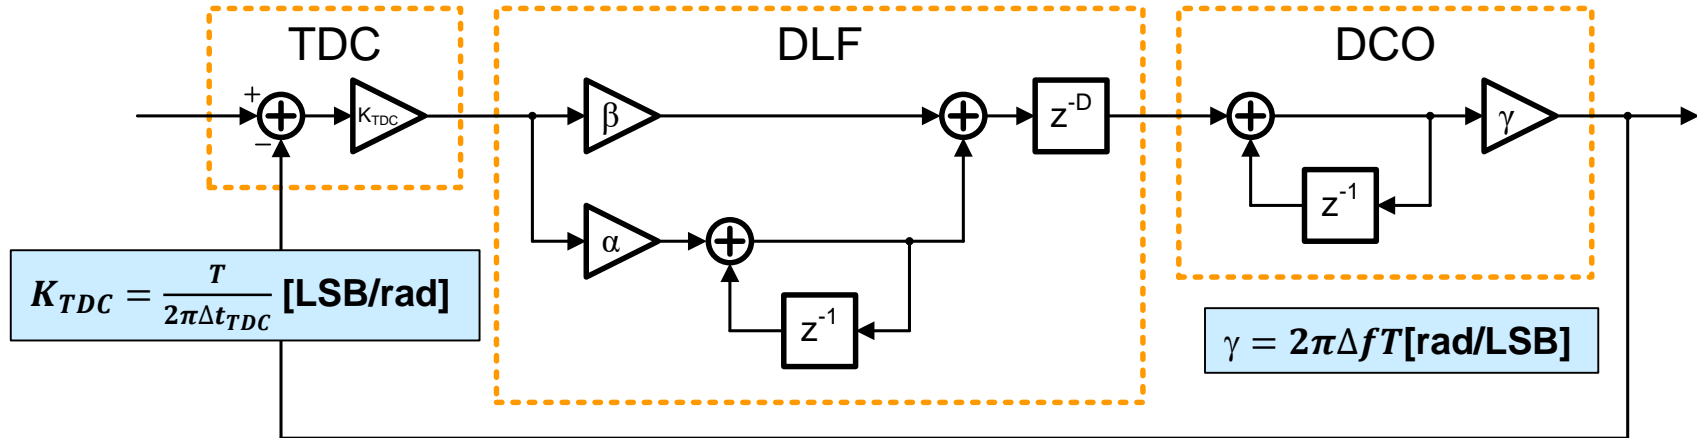 TDC
DLF
DCO
+
−
K_TDC
β
z^-D
γ
α
z^-1
z^-1
K_TDC = T / 2πΔt_TDC [LSB/rad]
γ = 2πΔfT[rad/LSB]